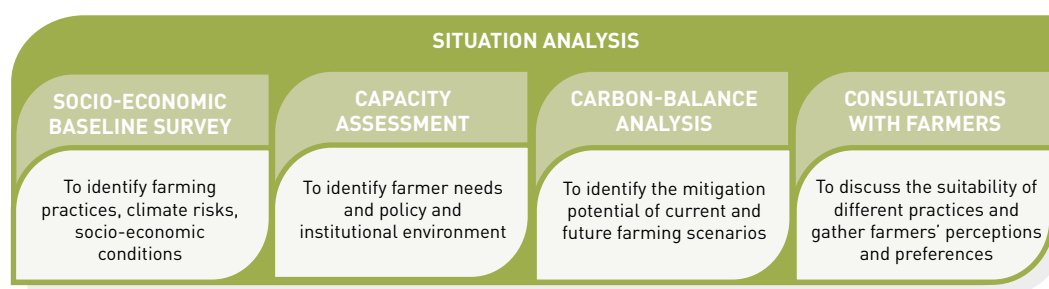 SITUATION ANALYSIS
SOCIO-ECONOMIC
BASELINE SURVEY
To identify farming
practices, climate risks,
socio-economic
conditions
CAPACITY
ASSESSMENT
To identify farmer needs
and policy and
institutional environment
CARBON-BALANCE
ANALYSIS
To identify the mitigation
potential of current and
future farming scenarios
CONSULTATIONS
WITH FARMERS
To discuss the suitability of
different practices and
gather farmers’ perceptions
and preferences